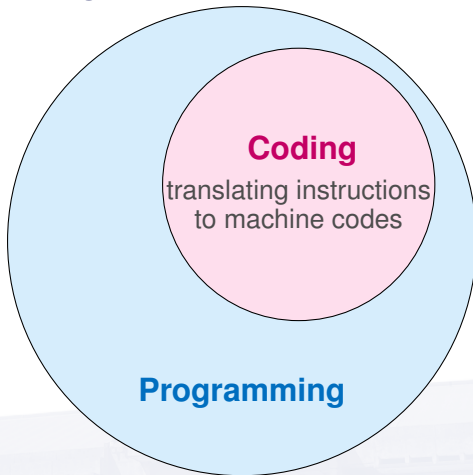 Coding
translating instructions
to machine codes
Programming